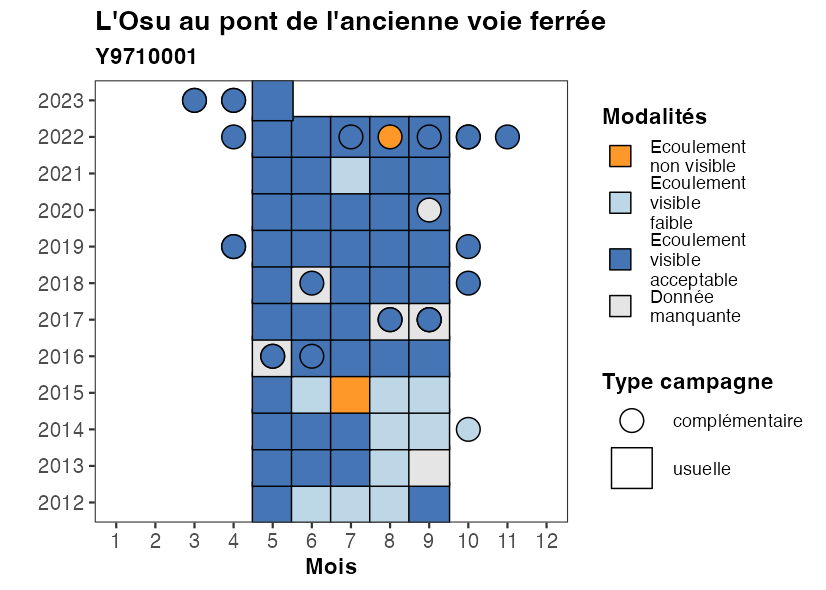 L'Osu au pont de l'ancienne voie ferrée
Y9710001
2023
2022
2021
2020
2019
2018
2017
2016
2015
2014
2013
2012
1 2 3 4 5 6 7 8 9 10 11 12
Mois
Modalités
Ecoulement
non visible
Ecoulement
visible
faible
Ecoulement
visible
acceptable
Donnée
manquante
Type campagne
complémentaire
usuelle